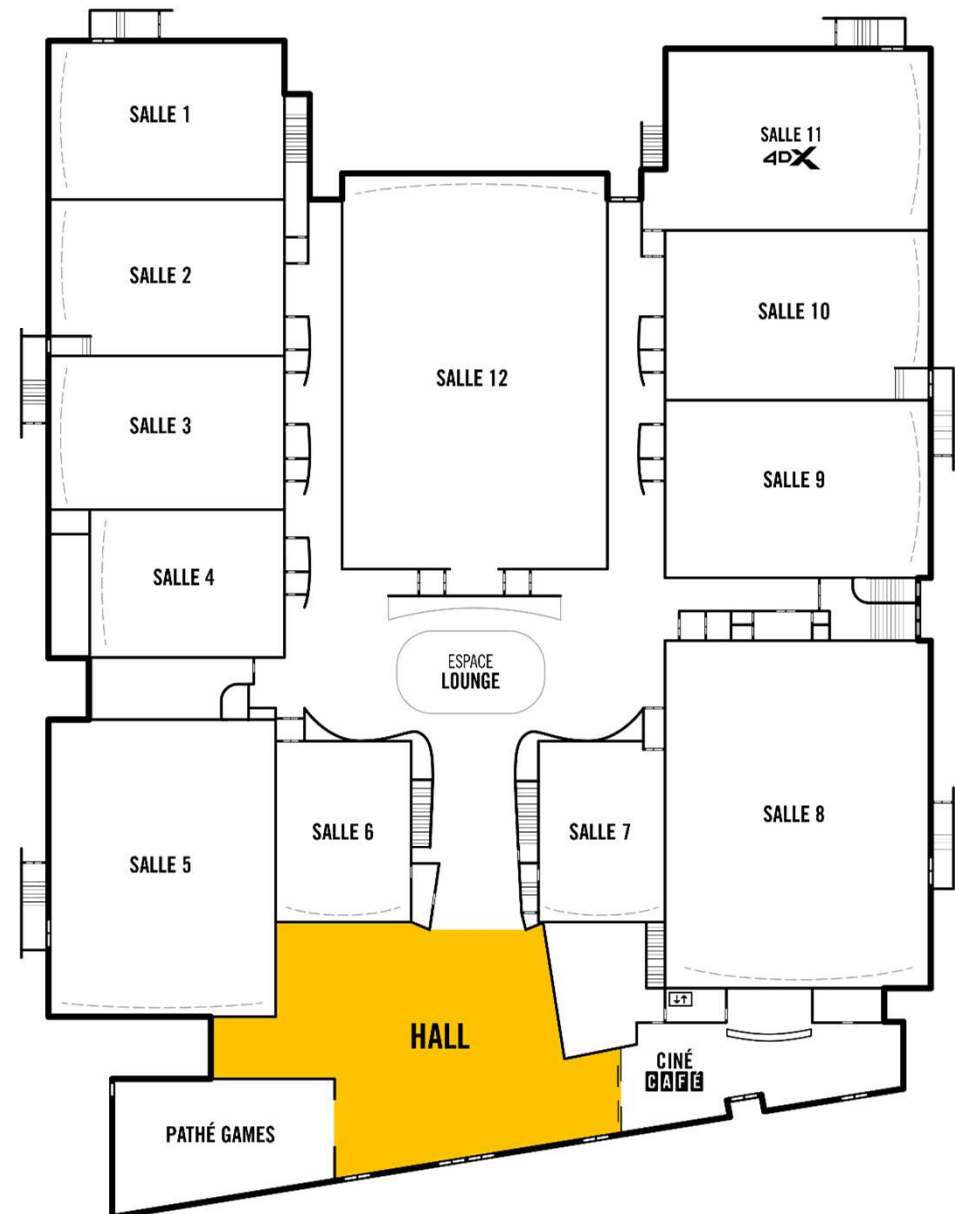 SALLE 1
SALLE 11
4DX
SALLE 2
SALLE 10
SALLE 12
SALLE 3
SALLE 9
SALLE 4
ESPACE
LOUNGE
SALLE 8
SALLE 6
SALLE 7
SALLE 5
HALL
CINÉ
CAFÉ
PATHÉ GAMES